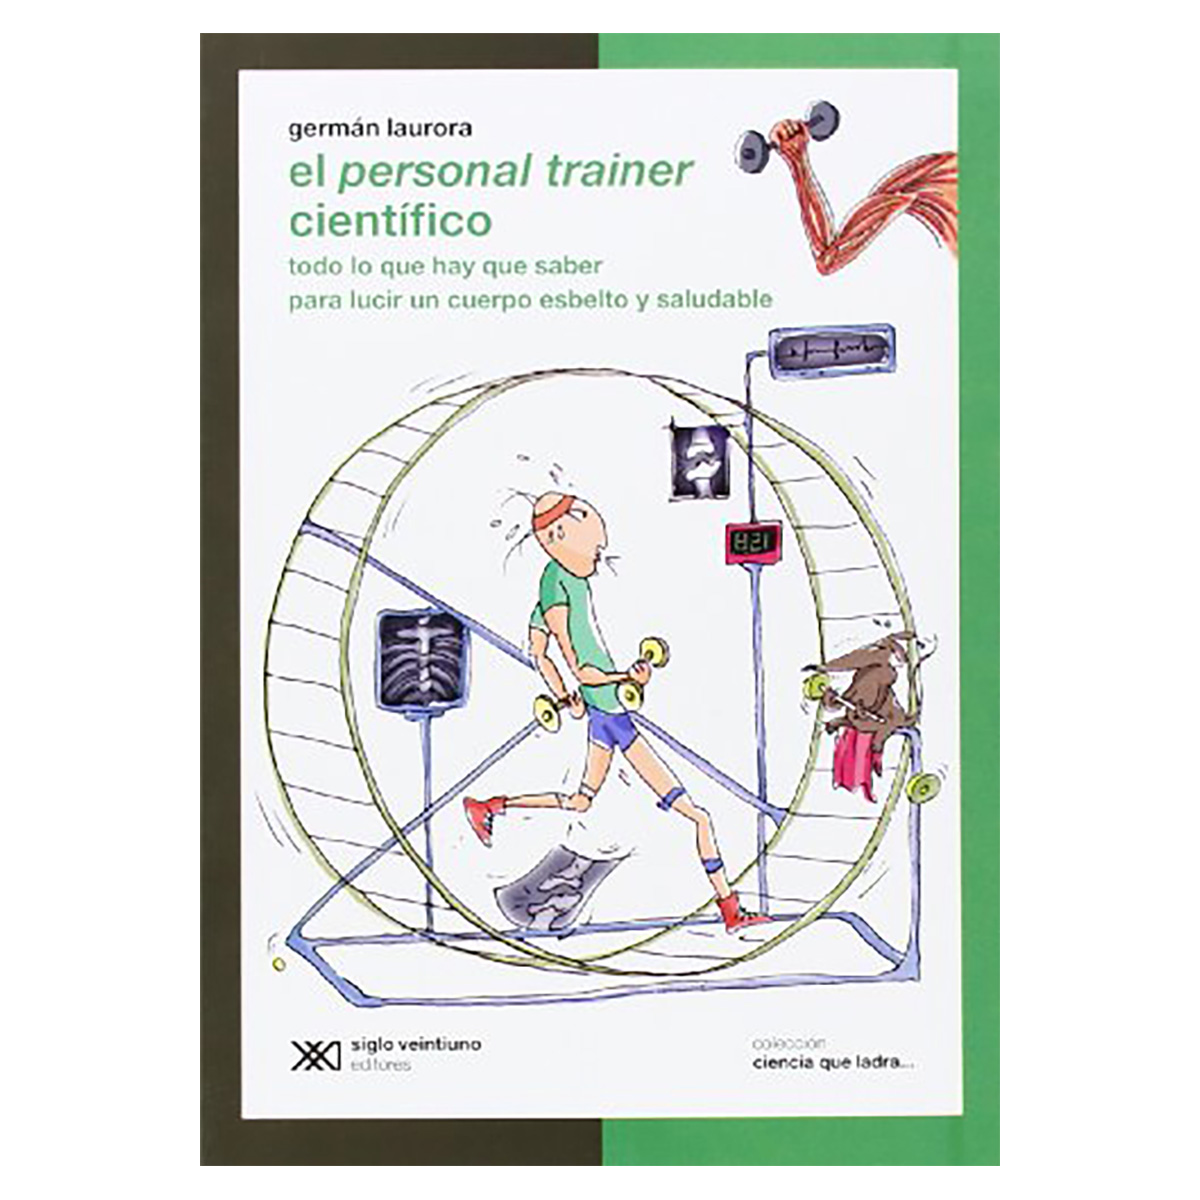 germán laurora
el personal trainer
científico
todo lo que hay que saber
para lucir un cuerpo esbelto y saludable
821
siglo veintiuno
editores
colección
ciencia que ladra...